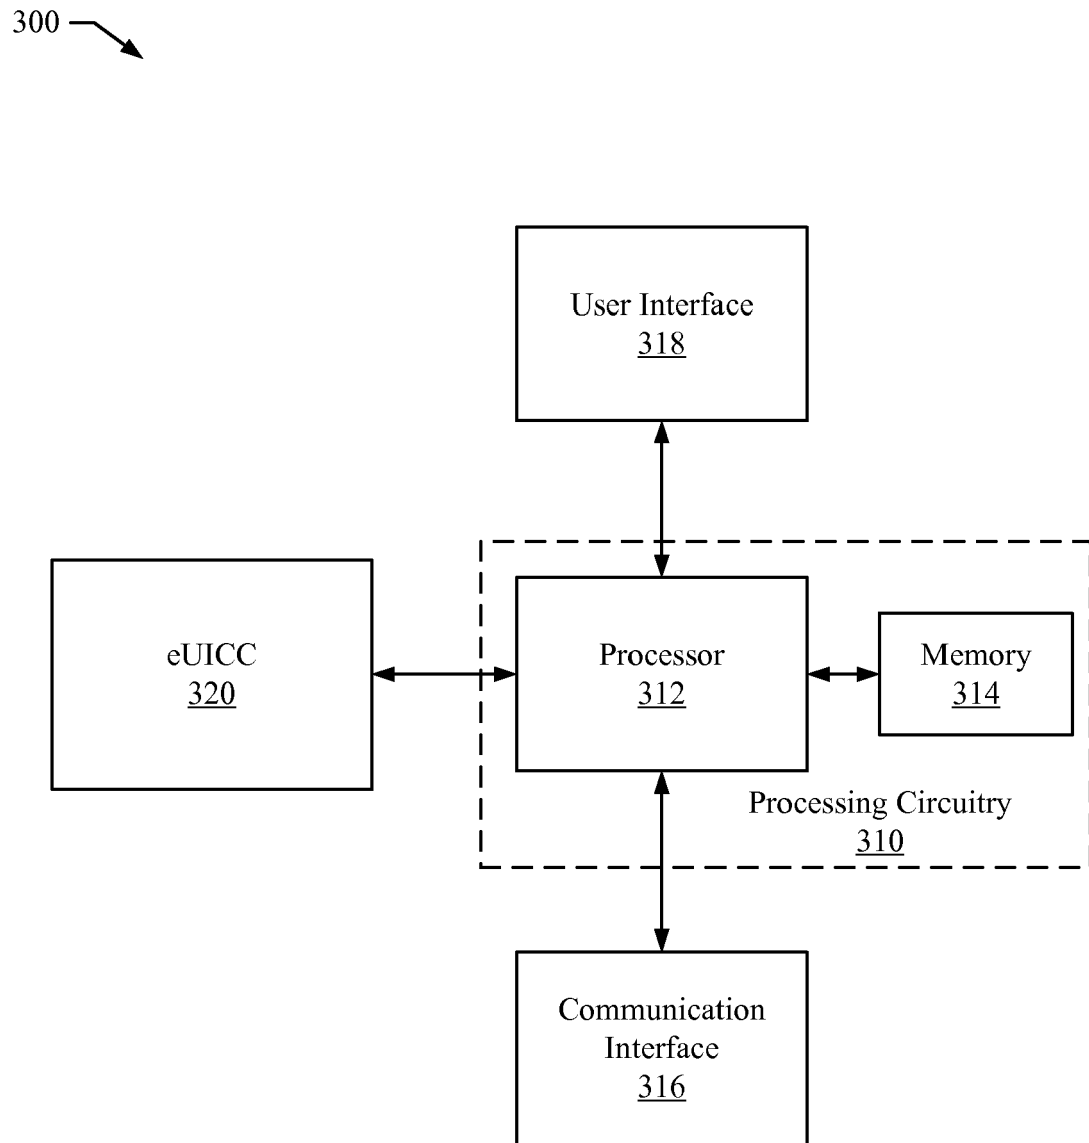 300
User Interface
318
eUICC
320
Processor
312
Memory
314
Processing Circuitry
310
Communication
Interface
316